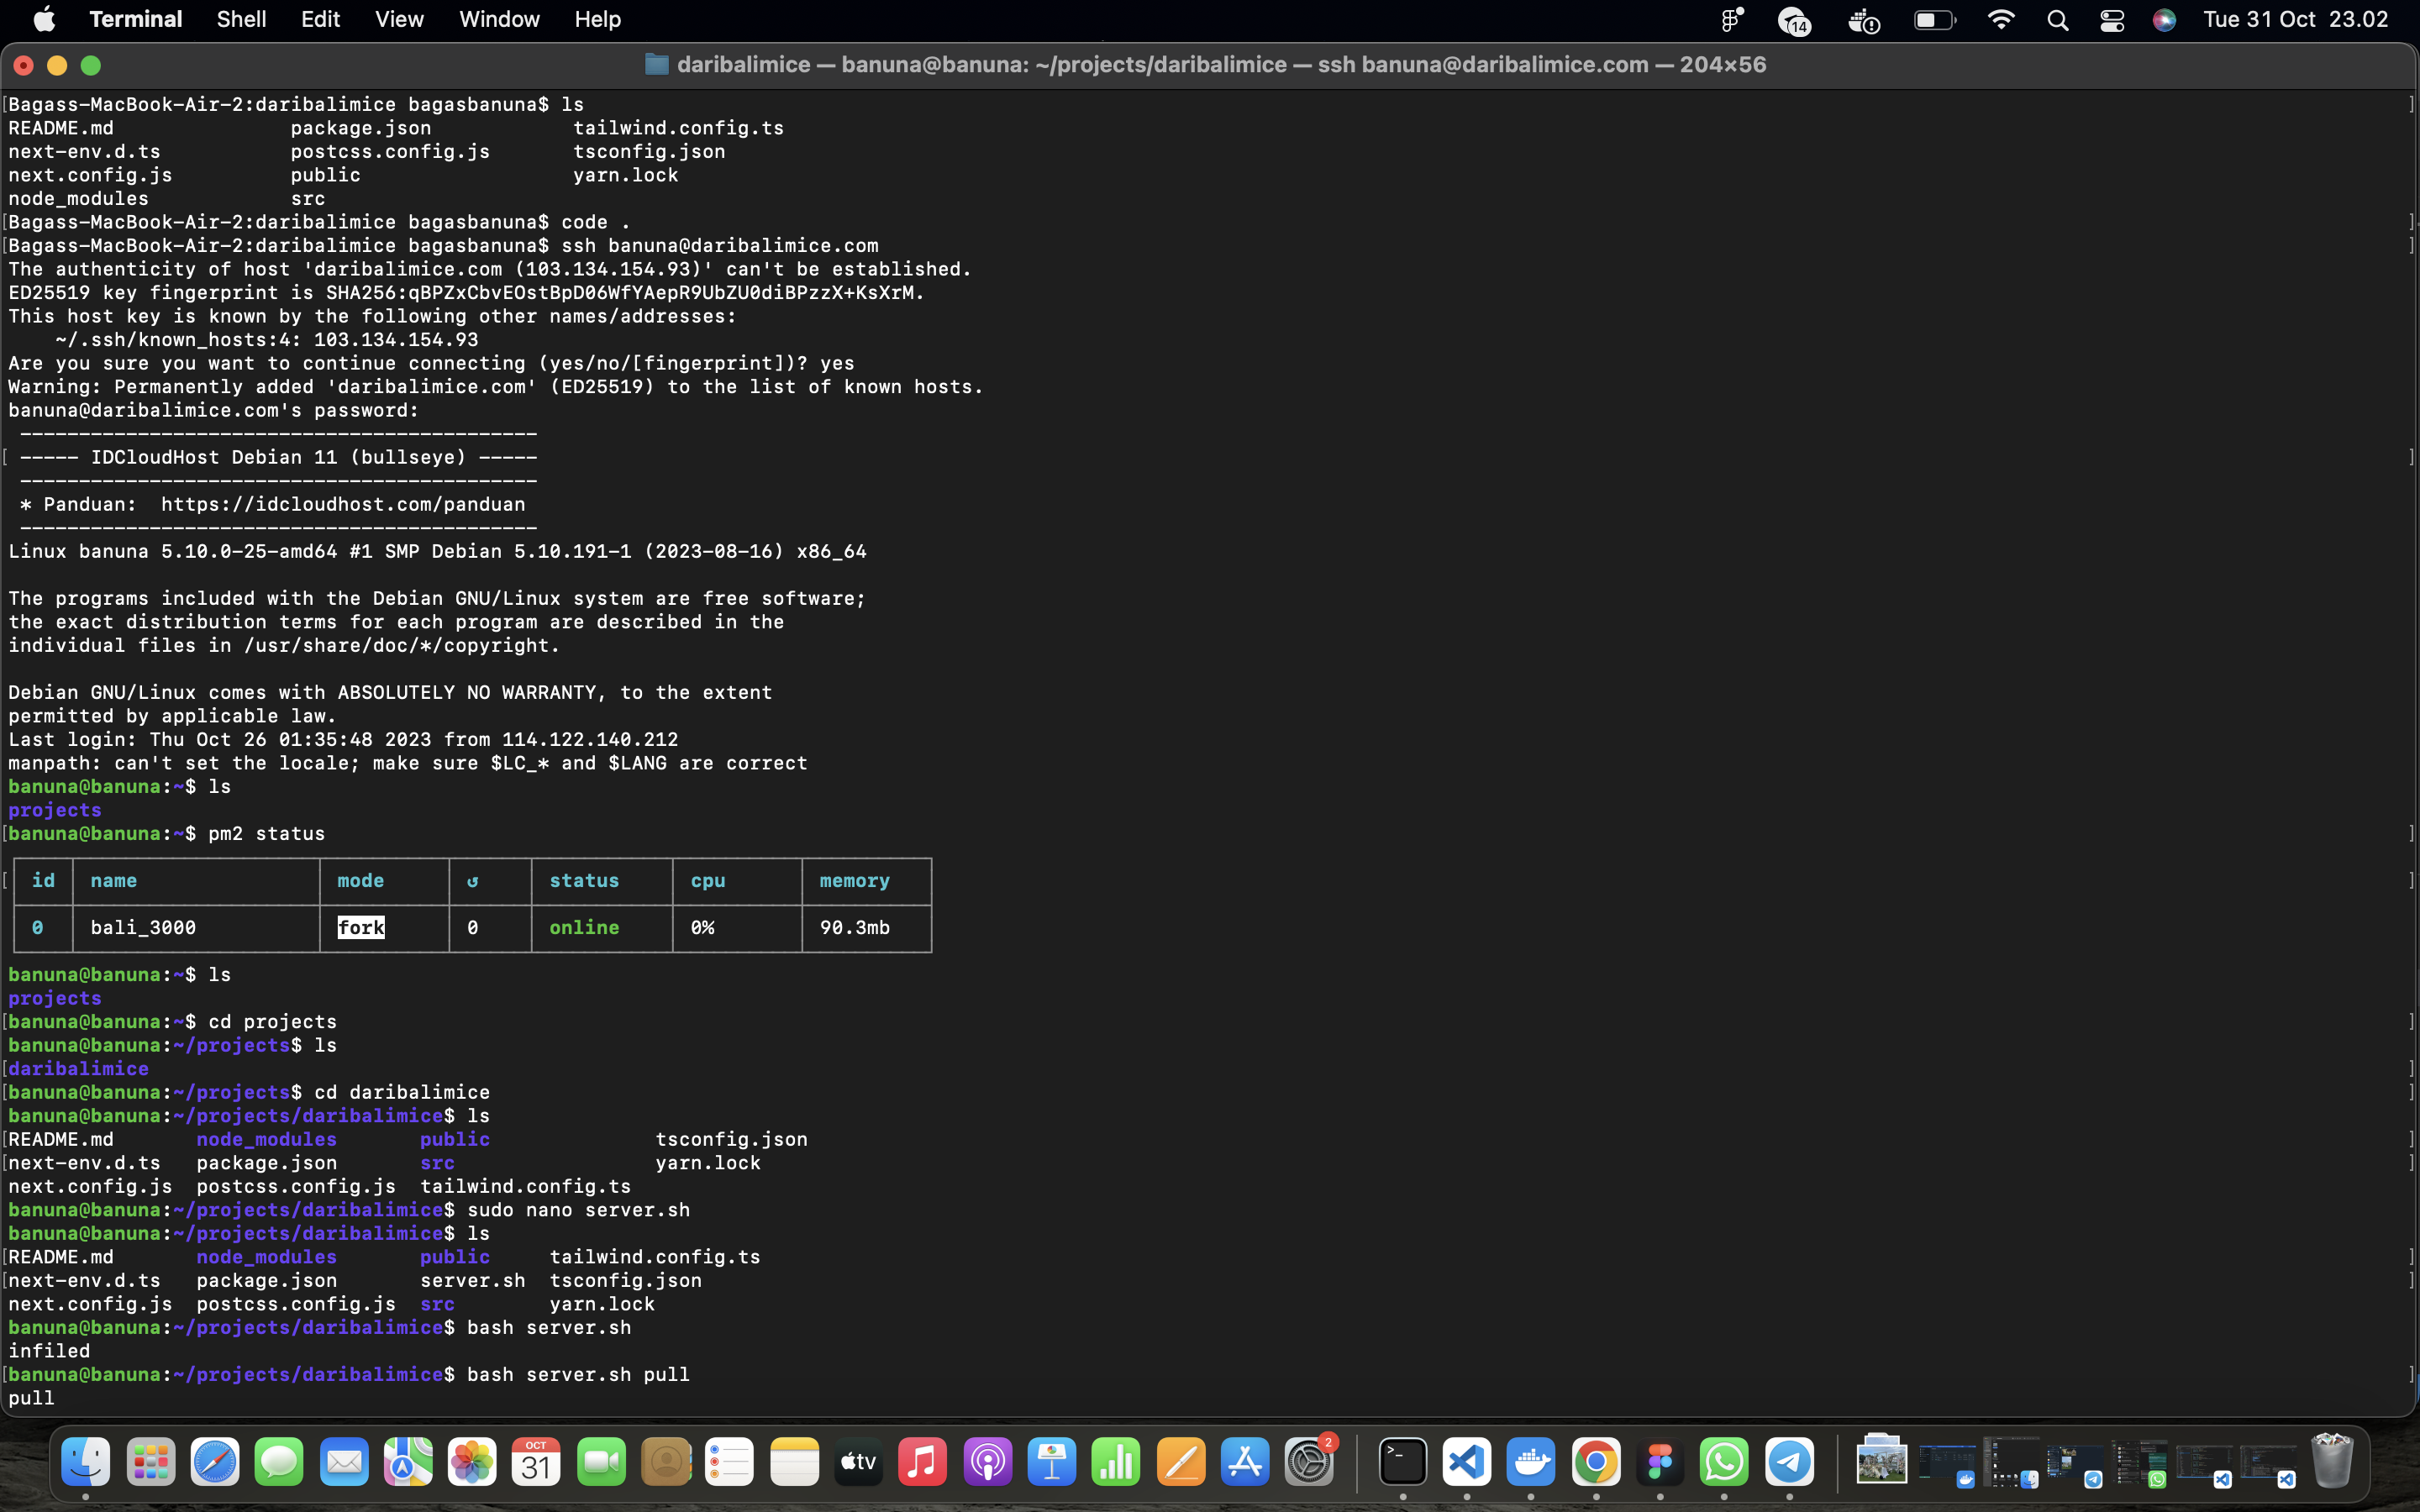 Terminal Shell Edit View Window Help 14 Tue 31 Oct 23.02
daribalimice — banuna@banuna: ~/projects/daribalimice — ssh banuna@daribalimice.com — 204×56
[Bagass-MacBook-Air-2:daribalimice bagasbanuna$ ls ]
README.md package.json tailwind.config.ts
next-env.d.ts postcss.config.js tsconfig.json
next.config.js public yarn.lock
node_modules src
[Bagass-MacBook-Air-2:daribalimice bagasbanuna$ code . ]
[Bagass-MacBook-Air-2:daribalimice bagasbanuna$ ssh banuna@daribalimice.com ]
The authenticity of host 'daribalimice.com (103.134.154.93)' can't be established.
ED25519 key fingerprint is SHA256:qBPZxCbvEOstBpD06WfYAepR9UbZU0diBPzzX+KsXrM.
This host key is known by the following other names/addresses:
~/.ssh/known_hosts:4: 103.134.154.93
Are you sure you want to continue connecting (yes/no/[fingerprint])? yes
Warning: Permanently added 'daribalimice.com' (ED25519) to the list of known hosts.
banuna@daribalimice.com's password:
--------------------------------------------
[ ----- IDCloudHost Debian 11 (bullseye) ----- ]
--------------------------------------------
* Panduan: https://idcloudhost.com/panduan
--------------------------------------------
Linux banuna 5.10.0-25-amd64 #1 SMP Debian 5.10.191-1 (2023-08-16) x86_64
The programs included with the Debian GNU/Linux system are free software;
the exact distribution terms for each program are described in the
individual files in /usr/share/doc/*/copyright.
Debian GNU/Linux comes with ABSOLUTELY NO WARRANTY, to the extent
permitted by applicable law.
Last login: Thu Oct 26 01:35:48 2023 from 114.122.140.212
manpath: can't set the locale; make sure $LC_* and $LANG are correct
banuna@banuna:~$ ls
projects
[banuna@banuna:~$ pm2 status ]
[ id name mode ↺ status cpu memory ]
0 bali_3000 fork 0 online 0% 90.3mb
banuna@banuna:~$ ls
projects
[banuna@banuna:~$ cd projects ]
banuna@banuna:~/projects$ ls
[daribalimice ]
[banuna@banuna:~/projects$ cd daribalimice ]
banuna@banuna:~/projects/daribalimice$ ls
[README.md node_modules public tsconfig.json ]
[next-env.d.ts package.json src yarn.lock ]
next.config.js postcss.config.js tailwind.config.ts
banuna@banuna:~/projects/daribalimice$ sudo nano server.sh
banuna@banuna:~/projects/daribalimice$ ls
[README.md node_modules public tailwind.config.ts ]
[next-env.d.ts package.json server.sh tsconfig.json ]
next.config.js postcss.config.js src yarn.lock
banuna@banuna:~/projects/daribalimice$ bash server.sh
infiled
[banuna@banuna:~/projects/daribalimice$ bash server.sh pull ]
pull
OCT
31
tv
2
>_